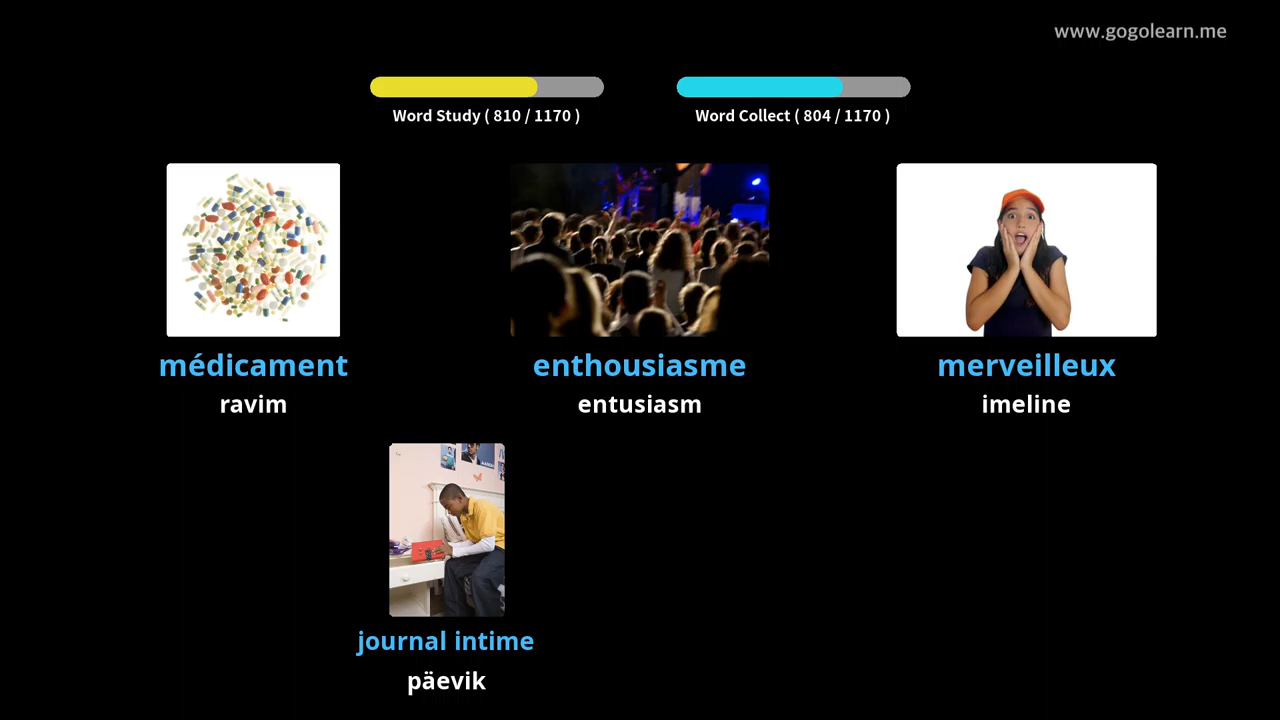 www.gogolearn.me
Word Study ( 810 / 1170 )
Word Collect ( 804 / 1170 )
médicament
enthousiasme
merveilleux
ravim
entusiasm
imeline
journal intime
päevik